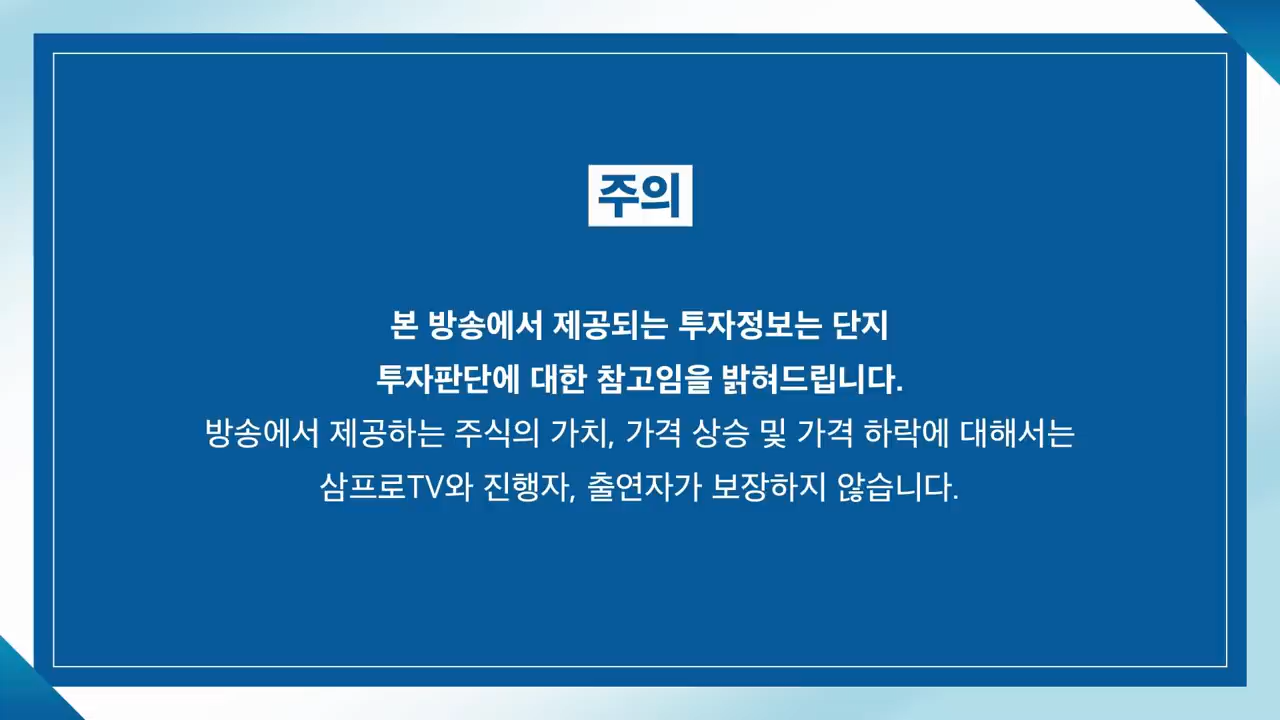 주의
본 방송에서 제공되는 투자정보는 단지
투자판단에 대한 참고임을 밝혀드립니다.
방송에서 제공하는 주식의 가치, 가격 상승 및 가격 하락에 대해서는
삼프로TV와 진행자, 출연자가 보장하지 않습니다.